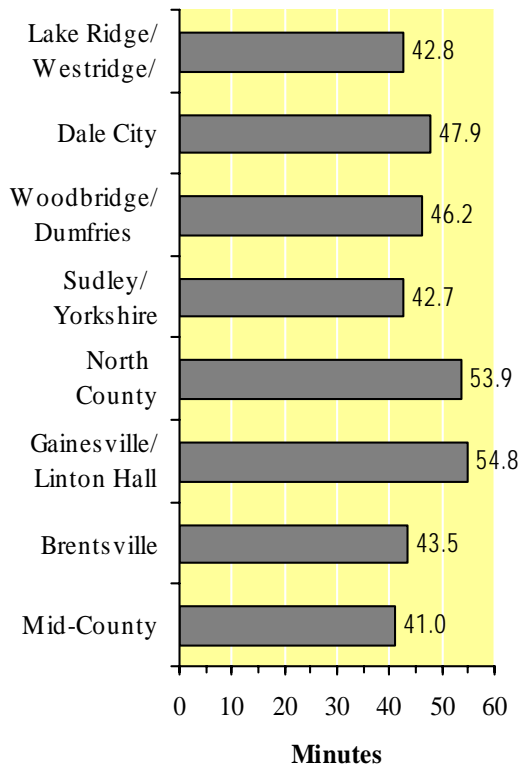 Lake Ridge/
Westridge/
42.8
Dale City
47.9
Woodbridge/
Dumfries
46.2
Sudley/
Yorkshire
42.7
North
County
53.9
Gainesville/
Linton Hall
54.8
Brentsville
43.5
Mid-County
41.0
0 10 20 30 40 50 60
Minutes